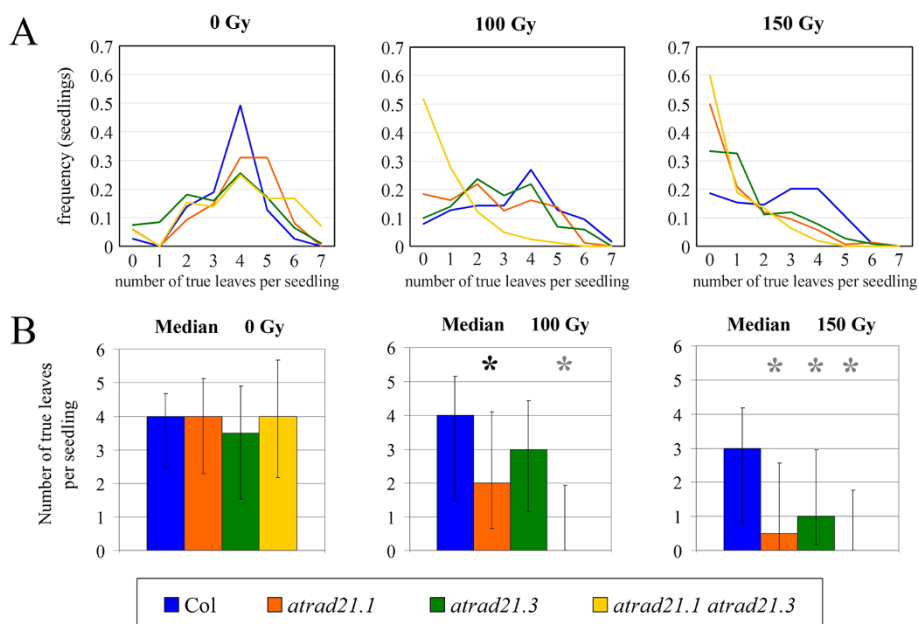 A
0 Gy
100 Gy
150 Gy
frequency (seedlings)
0.7
0.6
0.5
0.4
0.3
0.2
0.1
0
0 1 2 3 4 5 6 7
number of true leaves per seedling
0.7
0.6
0.5
0.4
0.3
0.2
0.1
0
0 1 2 3 4 5 6 7
number of true leaves per seedling
0.7
0.6
0.5
0.4
0.3
0.2
0.1
0
0 1 2 3 4 5 6 7
number of true leaves per seedling
B
Median 0 Gy
Median 100 Gy
Median 150 Gy
Number of true leaves
per seedling
6
5
4
3
2
1
0
6
5
4
3
2
1
0
*
*
6
5
4
3
2
1
0
* * *
Col atrad21.1 atrad21.3 atrad21.1 atrad21.3